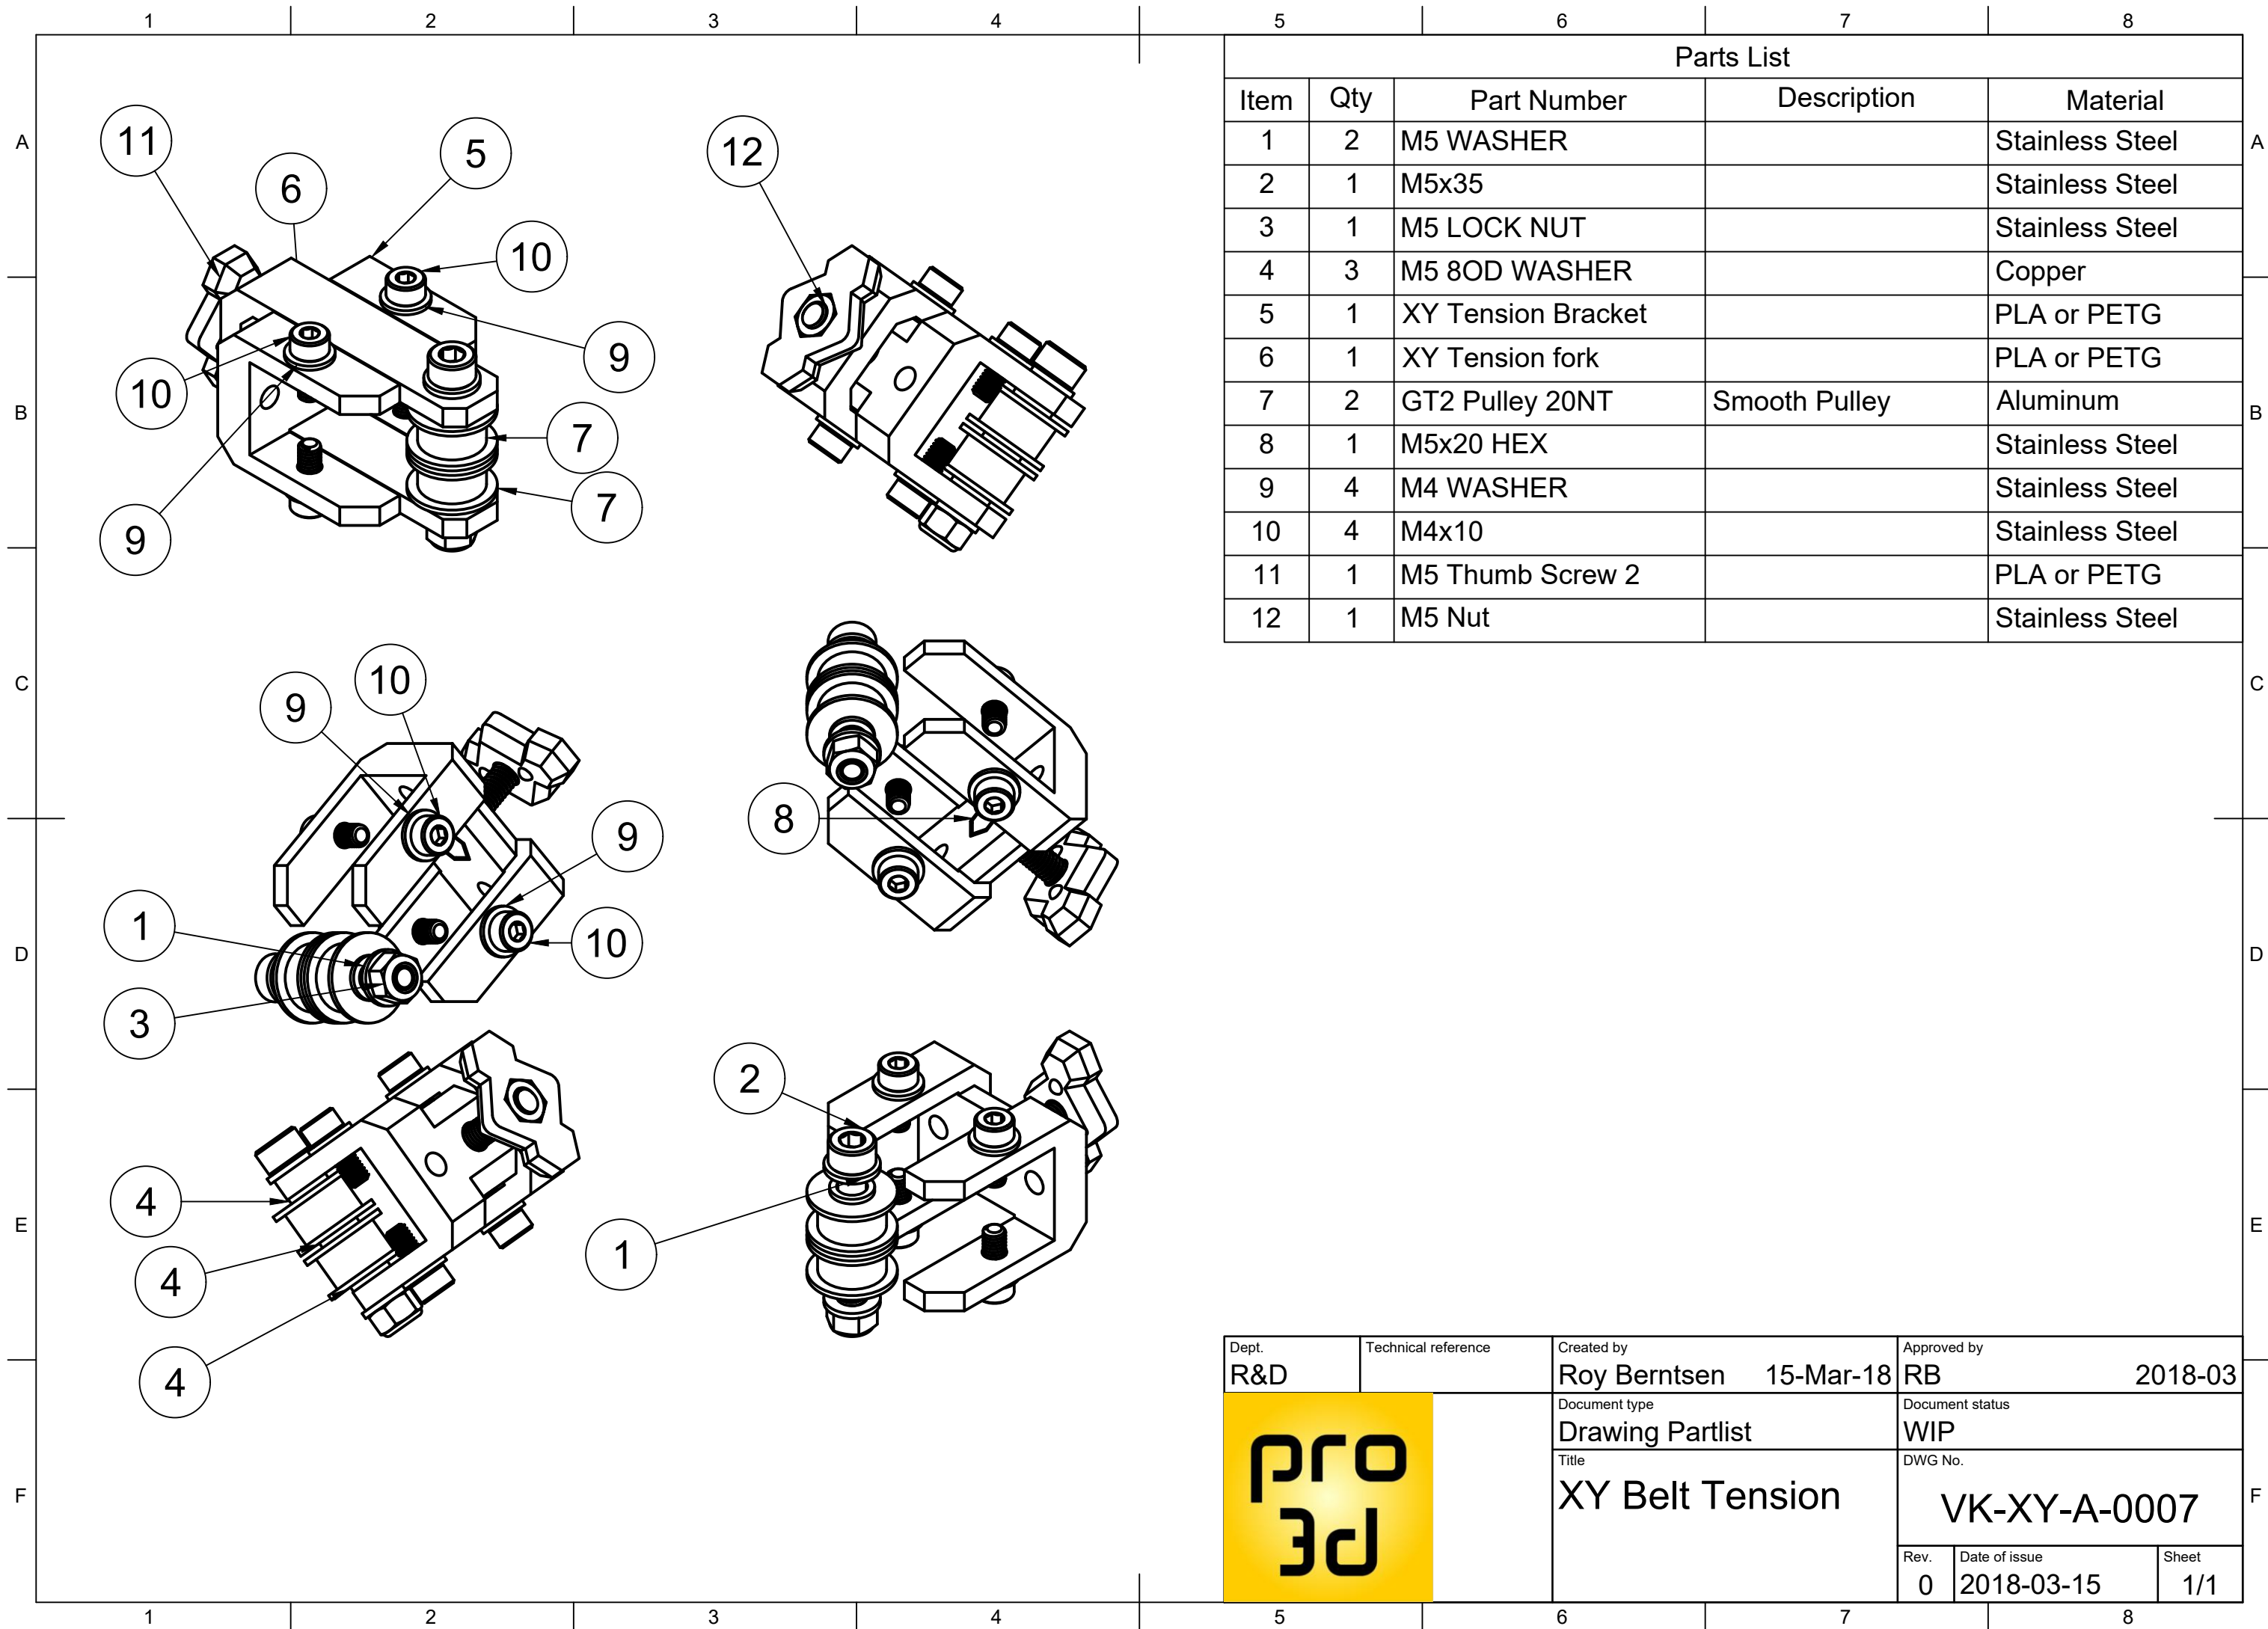 1 2 3 4 5 6 7 8
Parts List
Item Qty Part Number Description Material
1 2 M5 WASHER Stainless Steel
2 1 M5x35 Stainless Steel
3 1 M5 LOCK NUT Stainless Steel
4 3 M5 8OD WASHER Copper
5 1 XY Tension Bracket PLA or PETG
6 1 XY Tension fork PLA or PETG
7 2 GT2 Pulley 20NT Smooth Pulley Aluminum
8 1 M5x20 HEX Stainless Steel
9 4 M4 WASHER Stainless Steel
10 4 M4x10 Stainless Steel
11 1 M5 Thumb Screw 2 PLA or PETG
12 1 M5 Nut Stainless Steel
A A
B B
C C
D D
E E
F F
11
6
5
10
9
10
7
7
9
12
9
10
9
10
1
3
8
4
4
4
2
1
Dept.
R&D
Technical reference
Created by
Roy Berntsen 15-Mar-18
Approved by
RB 2018-03
pro
3d
Document type
Drawing Partlist
Document status
WIP
Title
XY Belt Tension
DWG No.
VK-XY-A-0007
Rev.
0
Date of issue
2018-03-15
Sheet
1/1
1 2 3 4 5 6 7 8